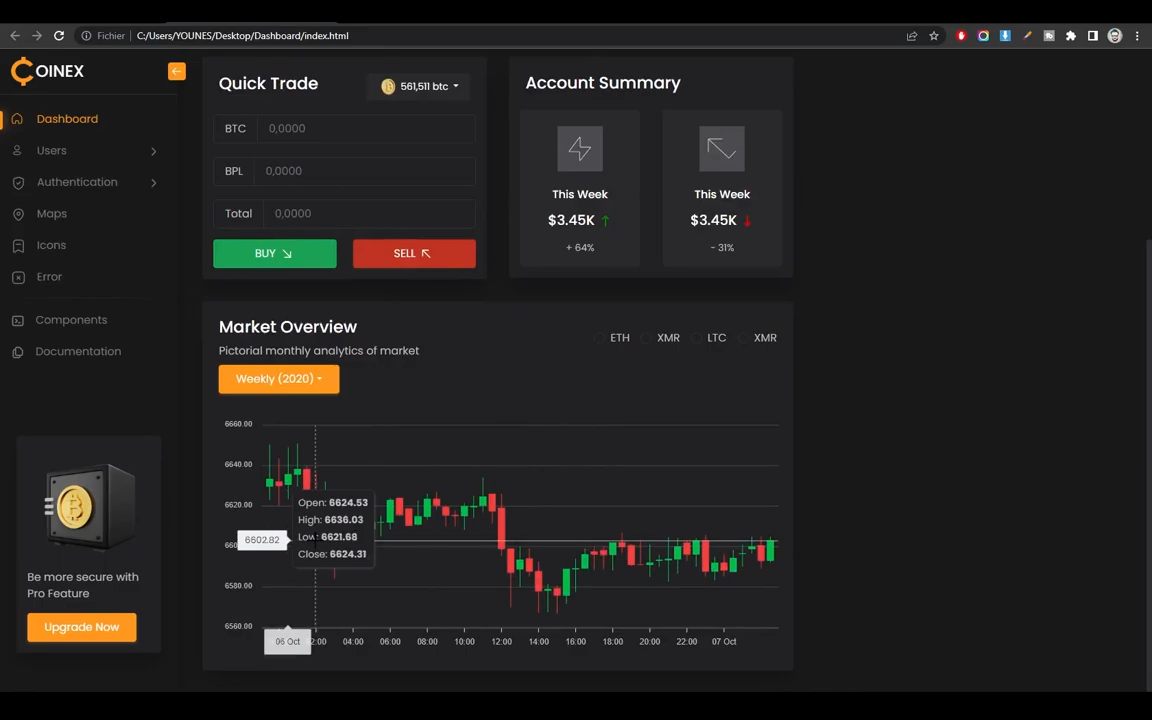 Fichier C:/Users/YOUNES/Desktop/Dashboard/index.html
COINEX
Dashboard
Users
Authentication
Maps
Icons
Error
Components
Documentation
Be more secure with
Pro Feature
Upgrade Now
Quick Trade
561,511 btc
BTC 0,0000
BPL 0,0000
Total 0,0000
BUY SELL
Account Summary
This Week This Week
$3.45K $3.45K
+ 64% - 31%
Market Overview
Pictorial monthly analytics of market
ETH XMR LTC XMR
Weekly (2020)
6660.00
6640.00
6620.00
6602.82
6580.00
6560.00
Open: 6624.53
High: 6636.03
Low: 6621.68
Close: 6624.31
06 Oct 04:00 06:00 08:00 10:00 12:00 14:00 16:00 18:00 20:00 22:00 07 Oct